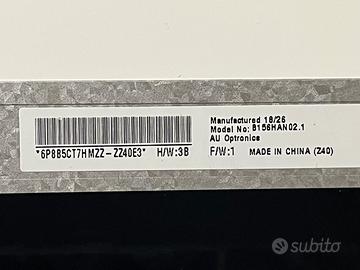 Manufactured 18/26
Model No: B156HAN02.1
AU Optronics
*6P8B5CT7HMZZ-ZZ40E3* H/W:3B F/W:1 MADE IN CHINA (Z40)
subito